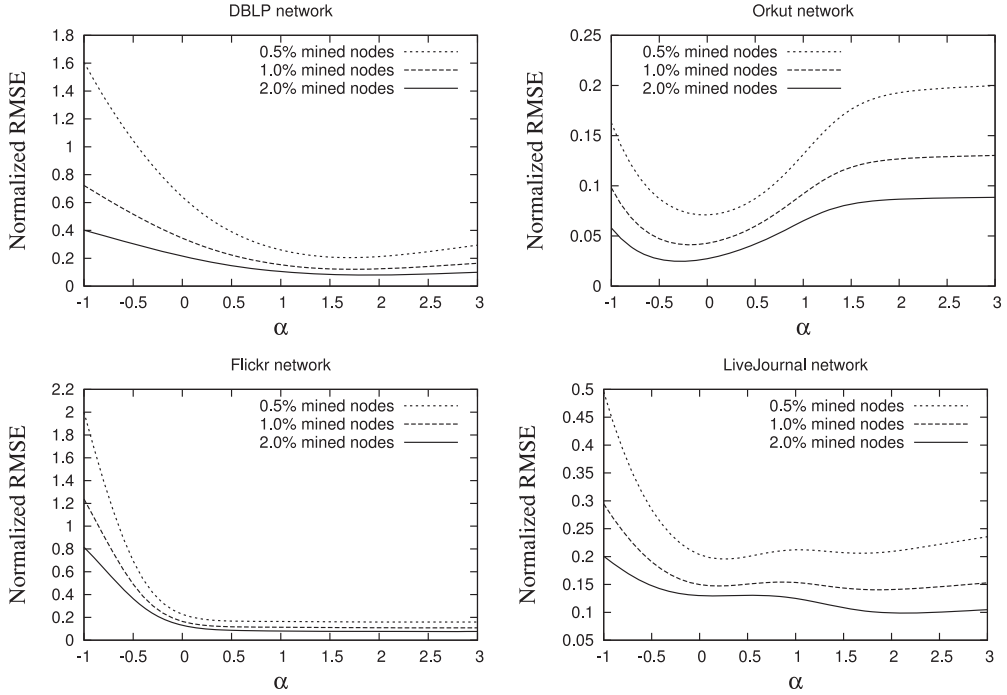 DBLP network
Normalized RMSE
1.8
1.6
1.4
1.2
1
0.8
0.6
0.4
0.2
0
0.5% mined nodes
1.0% mined nodes
2.0% mined nodes
-1 -0.5 0 0.5 1 1.5 2 2.5 3
α
Orkut network
Normalized RMSE
0.25
0.2
0.15
0.1
0.05
0
0.5% mined nodes
1.0% mined nodes
2.0% mined nodes
-1 -0.5 0 0.5 1 1.5 2 2.5 3
α
Flickr network
Normalized RMSE
2.2
2
1.8
1.6
1.4
1.2
1
0.8
0.6
0.4
0.2
0
0.5% mined nodes
1.0% mined nodes
2.0% mined nodes
-1 -0.5 0 0.5 1 1.5 2 2.5 3
α
LiveJournal network
Normalized RMSE
0.5
0.45
0.4
0.35
0.3
0.25
0.2
0.15
0.1
0.05
0.5% mined nodes
1.0% mined nodes
2.0% mined nodes
-1 -0.5 0 0.5 1 1.5 2 2.5 3
α